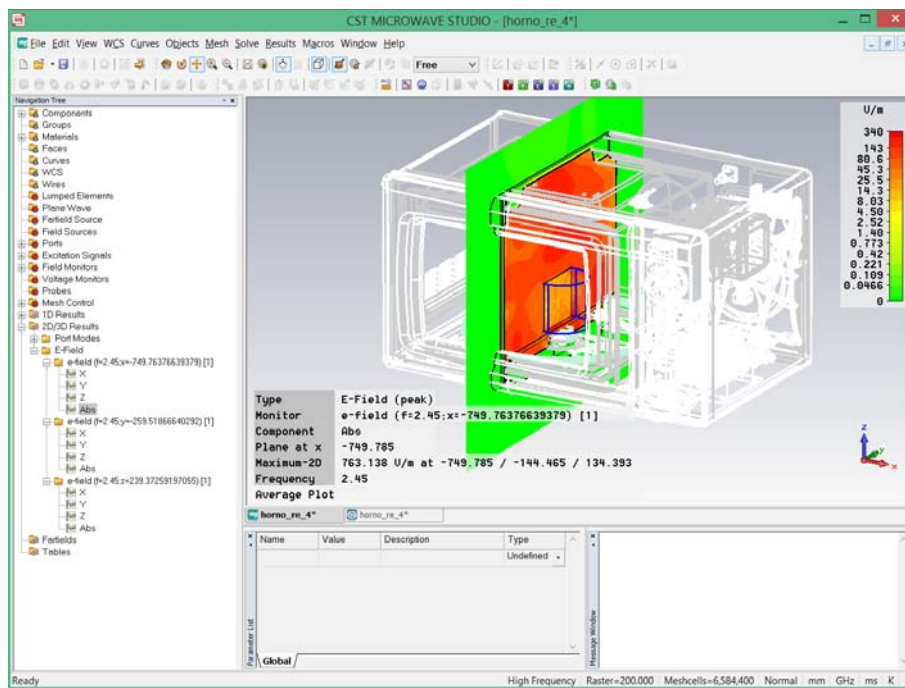 CST MICROWAVE STUDIO - [horno_re_4*]
File Edit View WCS Curves Objects Mesh Solve Results Macros Window Help
Free
Navigation Tree
Components
Groups
Materials
Faces
Curves
WCS
Wires
Lumped Elements
Plane Wave
Farfield Source
Field Sources
Ports
Excitation Signals
Field Monitors
Voltage Monitors
Probes
Mesh Control
1D Results
2D/3D Results
Port Modes
E-Field
e-field (f=2.45;x=-749.76376639379) [1]
X
Y
Z
Abs
e-field (f=2.45;y=-259.51866640292) [1]
X
Y
Z
Abs
e-field (f=2.45;z=239.37259197055) [1]
X
Y
Z
Abs
Farfields
Tables
V/m
340
143
80.6
45.3
25.5
14.3
8.03
4.50
2.52
1.40
0.773
0.42
0.221
0.109
0.0466
0
Type E-Field (peak)
Monitor e-field (f=2.45;x=-749.76376639379) [1]
Component Abs
Plane at x -749.785
Maximum-2D 763.138 V/m at -749.785 / -144.465 / 134.393
Frequency 2.45
Average Plot
z
y
x
horno_re_4* horno_re_4*
Name Value Description Type
Undefined
Parameter List
Global
Message Window
Ready High Frequency Raster=200.000 Meshcells=6,584,400 Normal mm GHz ms K